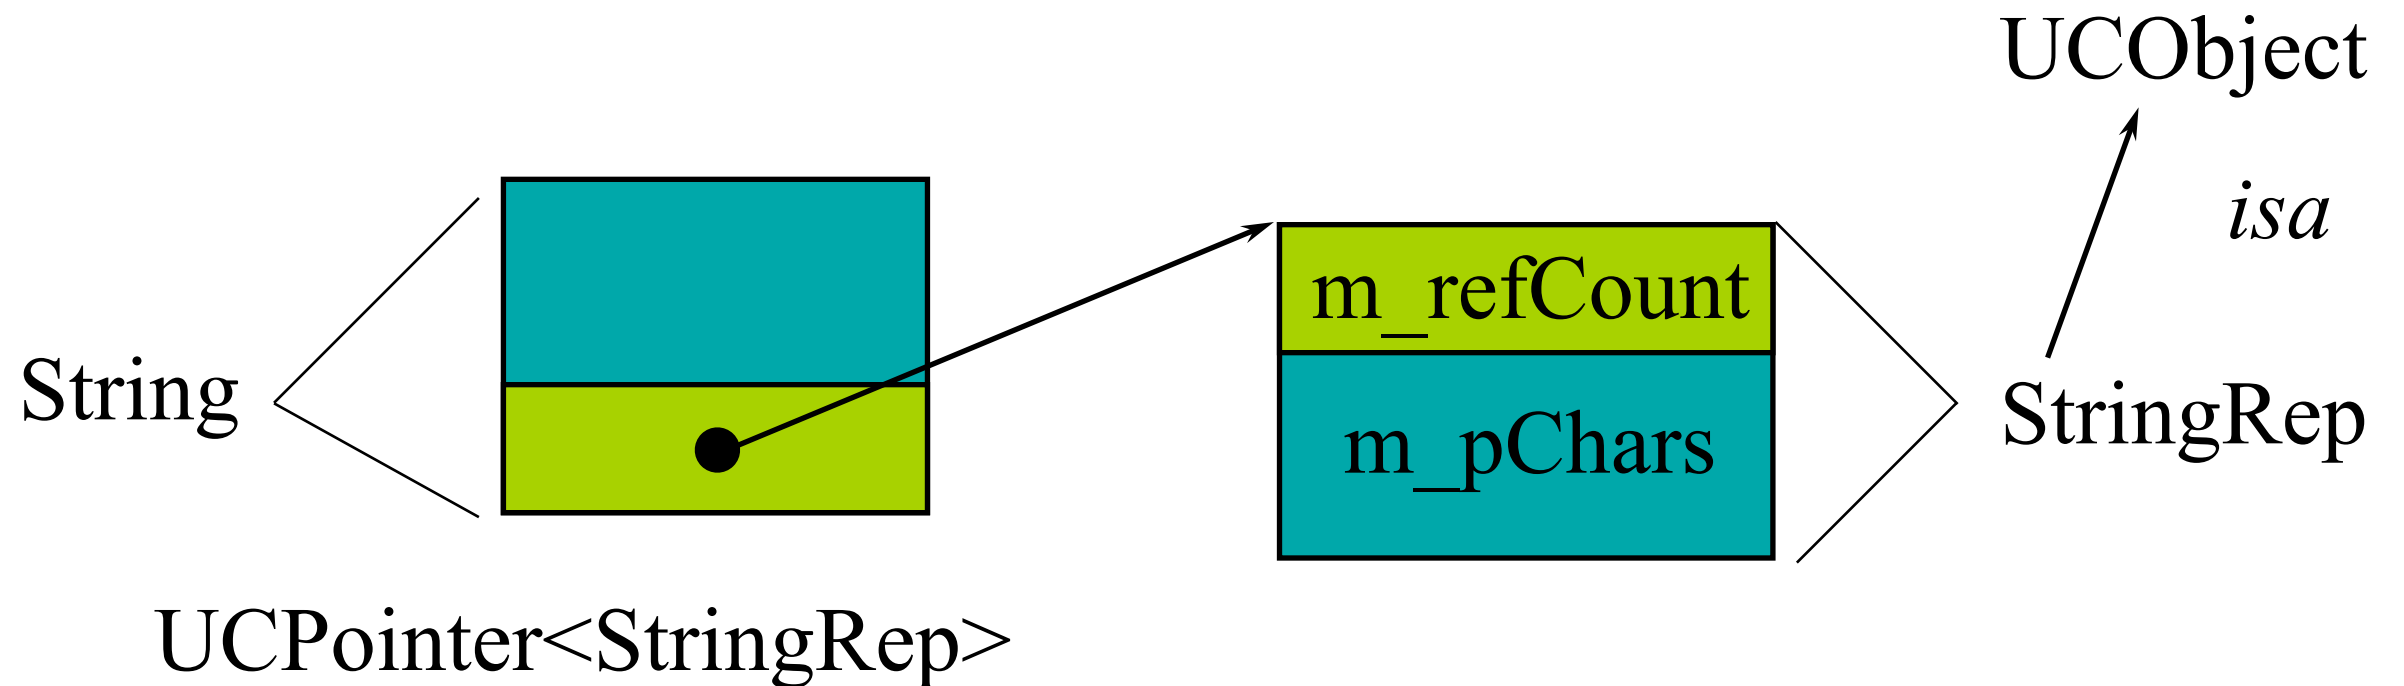 UCObject
isa
m_refCount
String
StringRep
m_pChars
UCPointer<StringRep>